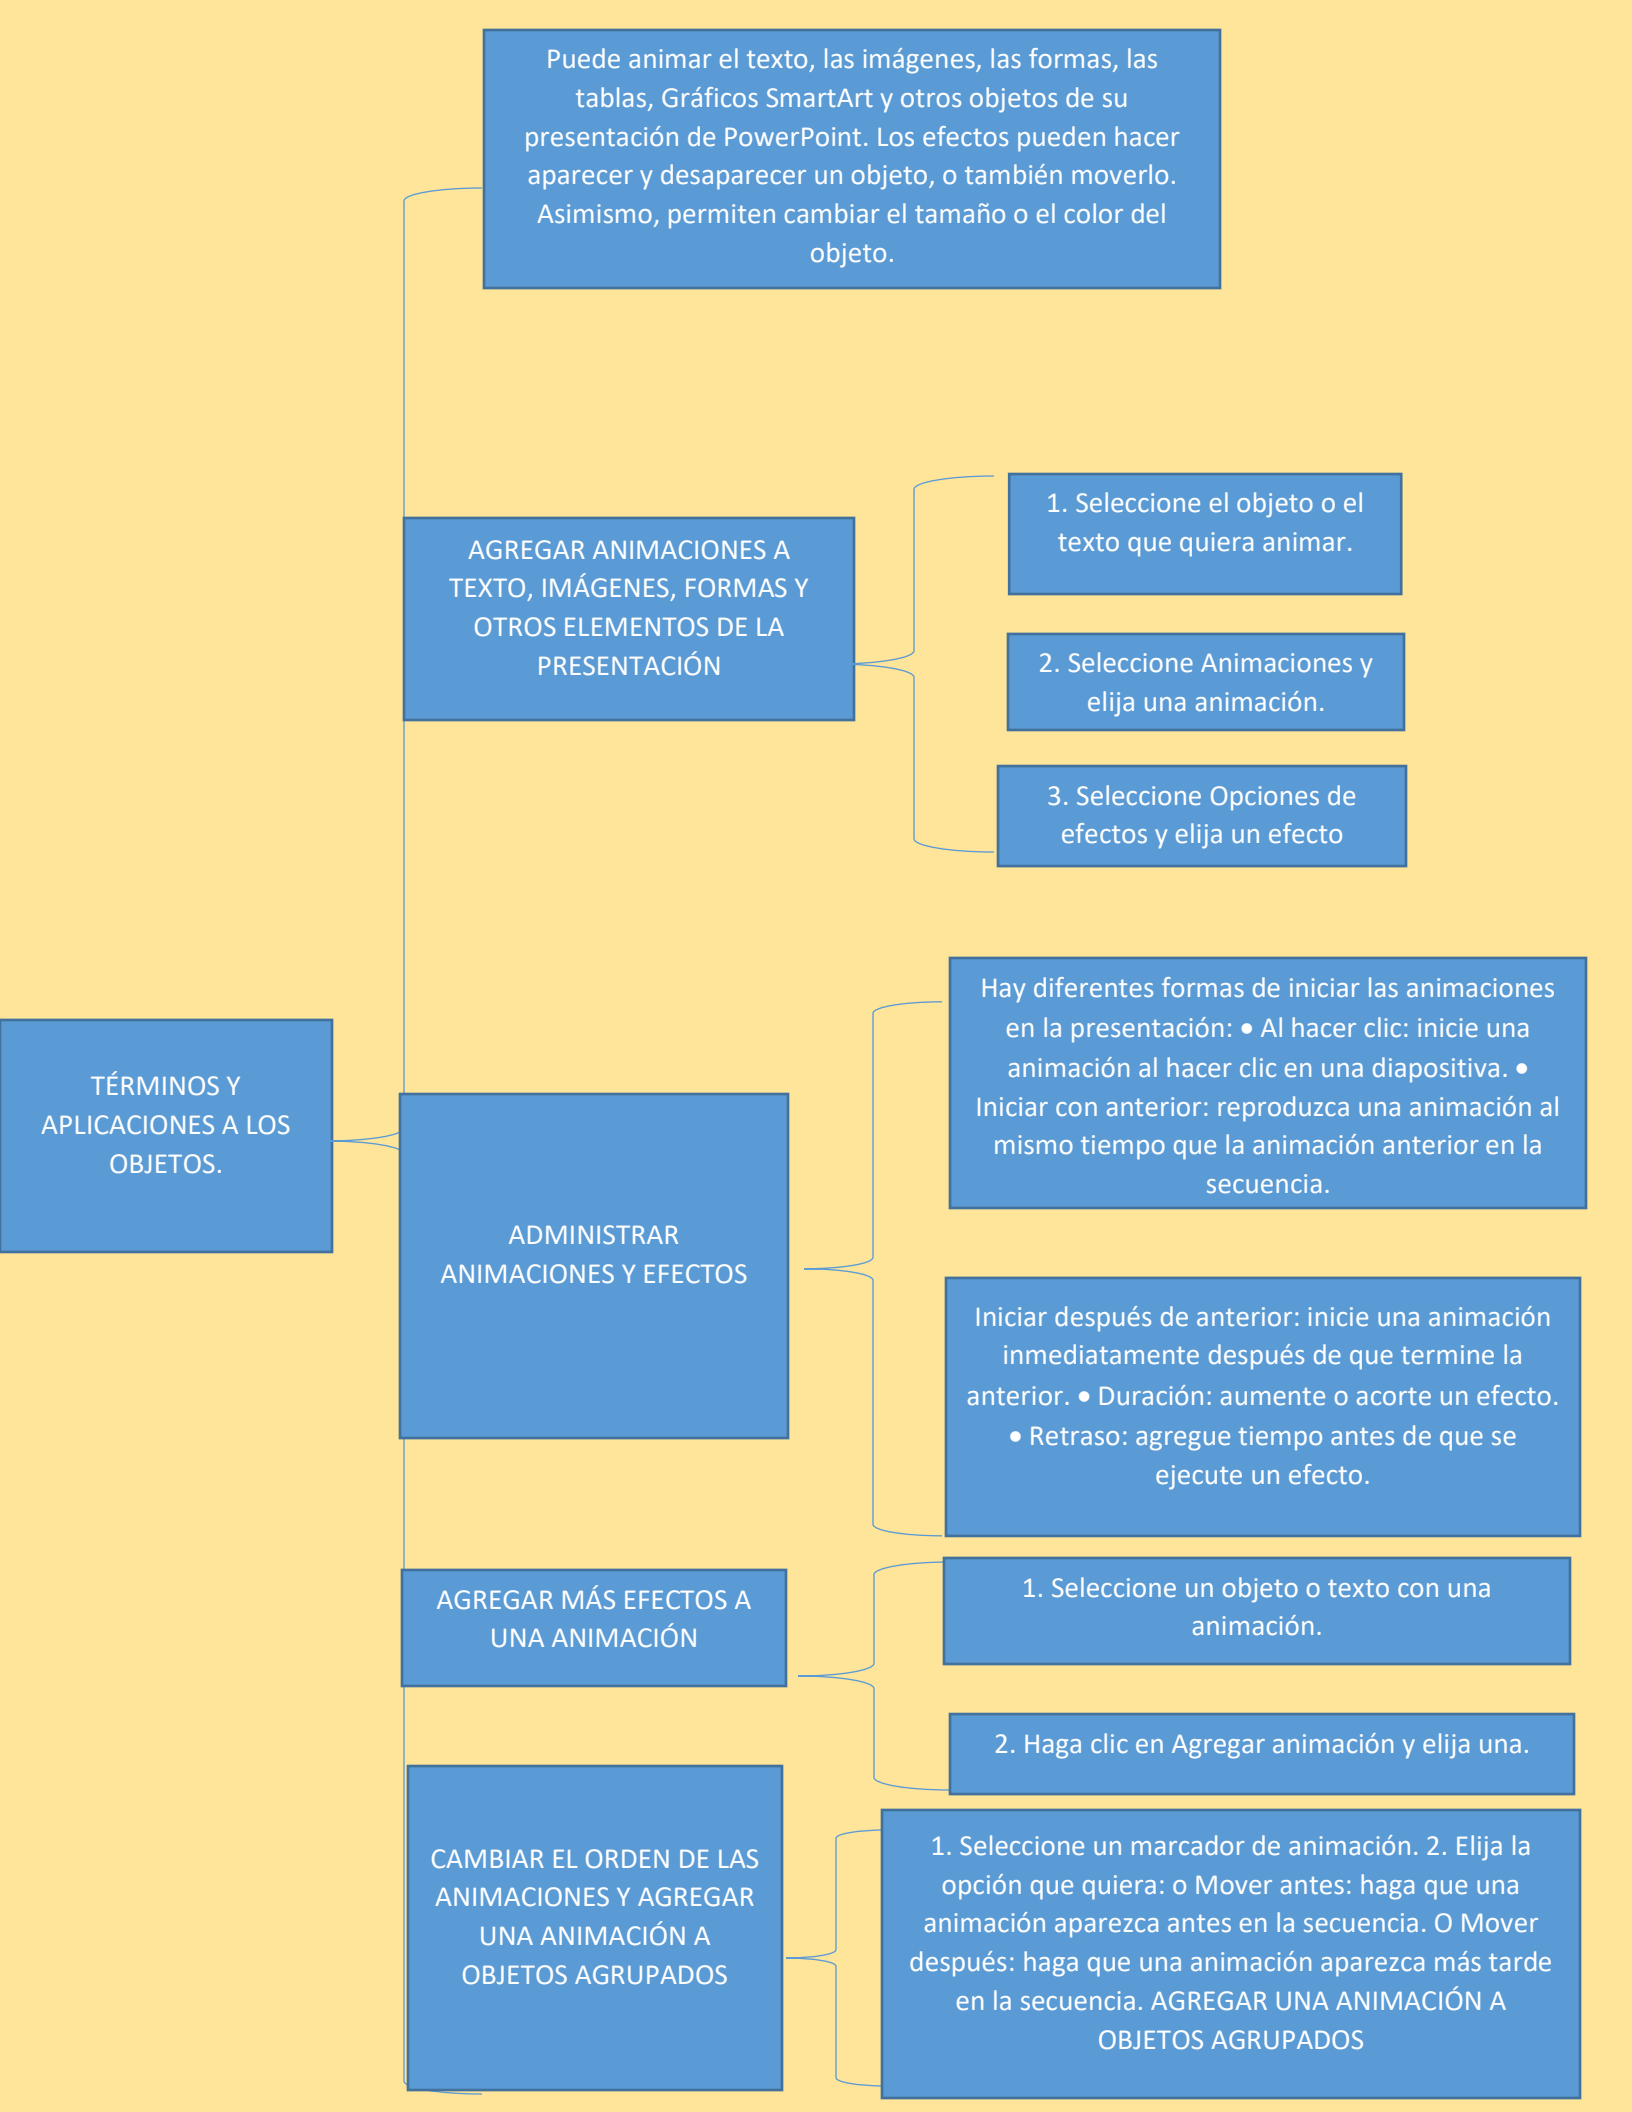 Puede animar el texto, las imágenes, las formas, las
tablas, Gráficos SmartArt y otros objetos de su
presentación de PowerPoint. Los efectos pueden hacer
aparecer y desaparecer un objeto, o también moverlo.
Asimismo, permiten cambiar el tamaño o el color del
objeto.
AGREGAR ANIMACIONES A
TEXTO, IMÁGENES, FORMAS Y
OTROS ELEMENTOS DE LA
PRESENTACIÓN
1. Seleccione el objeto o el
texto que quiera animar.
2. Seleccione Animaciones y
elija una animación.
3. Seleccione Opciones de
efectos y elija un efecto
TÉRMINOS Y
APLICACIONES A LOS
OBJETOS.
ADMINISTRAR
ANIMACIONES Y EFECTOS
Hay diferentes formas de iniciar las animaciones
en la presentación: • Al hacer clic: inicie una
animación al hacer clic en una diapositiva. •
Iniciar con anterior: reproduzca una animación al
mismo tiempo que la animación anterior en la
secuencia.
Iniciar después de anterior: inicie una animación
inmediatamente después de que termine la
anterior. • Duración: aumente o acorte un efecto.
• Retraso: agregue tiempo antes de que se
ejecute un efecto.
AGREGAR MÁS EFECTOS A
UNA ANIMACIÓN
1. Seleccione un objeto o texto con una
animación.
2. Haga clic en Agregar animación y elija una.
CAMBIAR EL ORDEN DE LAS
ANIMACIONES Y AGREGAR
UNA ANIMACIÓN A
OBJETOS AGRUPADOS
1. Seleccione un marcador de animación. 2. Elija la
opción que quiera: o Mover antes: haga que una
animación aparezca antes en la secuencia. O Mover
después: haga que una animación aparezca más tarde
en la secuencia. AGREGAR UNA ANIMACIÓN A
OBJETOS AGRUPADOS